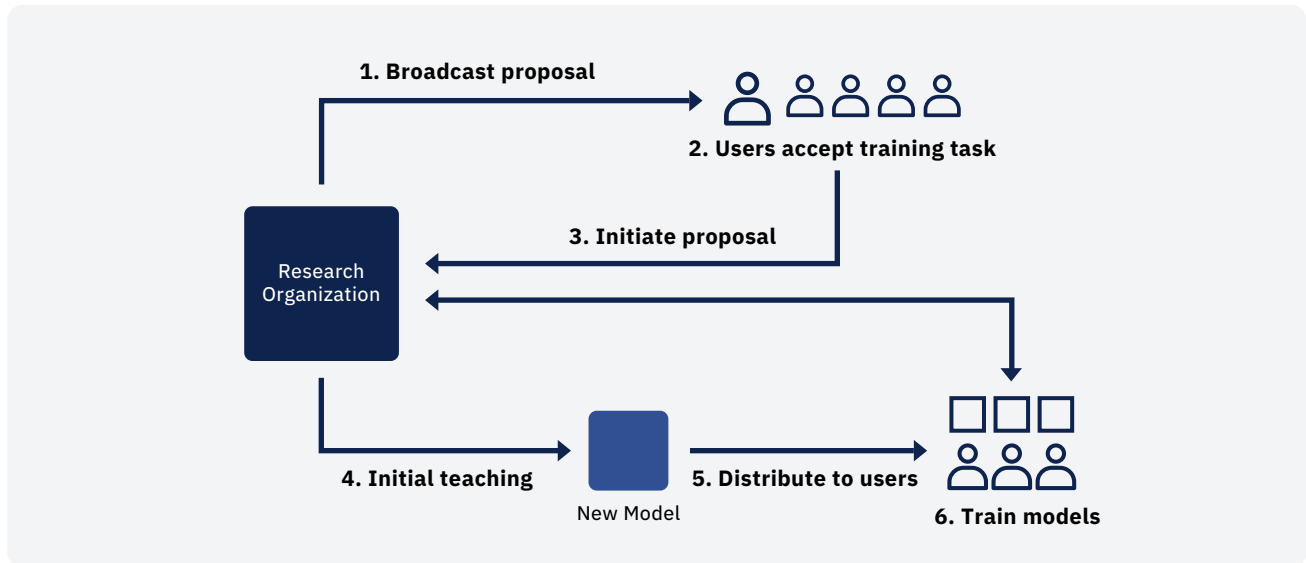 1. Broadcast proposal
2. Users accept training task
3. Initiate proposal
Research
Organization
4. Initial teaching
5. Distribute to users
New Model
6. Train models